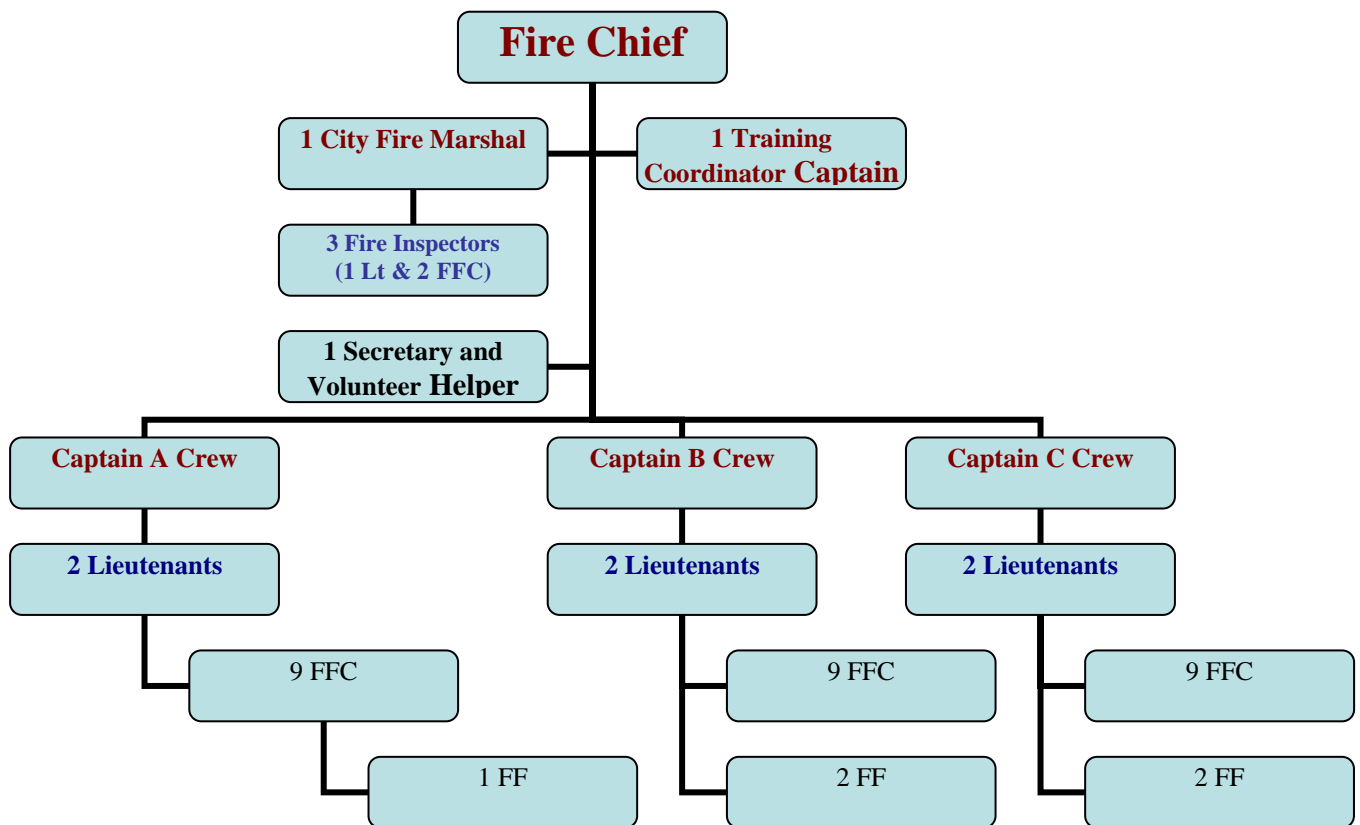 Fire Chief
1 City Fire Marshal
1 Training
Coordinator Captain
3 Fire Inspectors
(1 Lt & 2 FFC)
1 Secretary and
Volunteer Helper
Captain A Crew
Captain B Crew
Captain C Crew
2 Lieutenants
2 Lieutenants
2 Lieutenants
9 FFC
9 FFC
9 FFC
1 FF
2 FF
2 FF